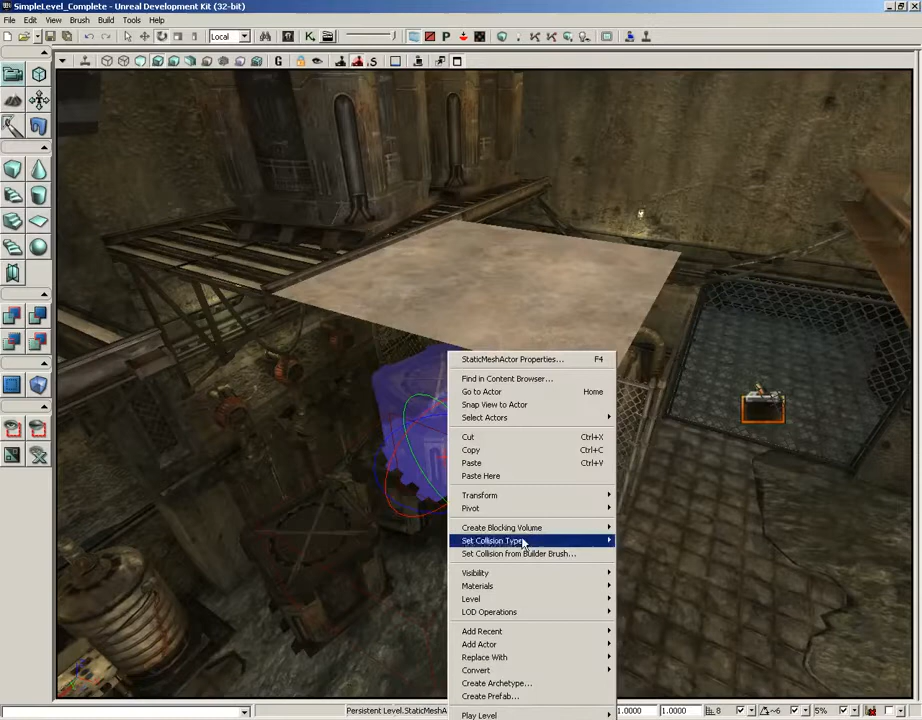 SimpleLevel_Complete - Unreal Development Kit (32-bit)
File Edit View Brush Build Tools Help
Local
G
StaticMeshActor Properties... F4
Find in Content Browser...
Go to Actor Home
Snap View to Actor
Select Actors
Cut Ctrl+X
Copy Ctrl+C
Paste Ctrl+V
Paste Here
Transform
Pivot
Create Blocking Volume
Set Collision Type
Set Collision from Builder Brush...
Visibility
Materials
Level
LOD Operations
Add Recent
Add Actor
Replace With
Convert
Create Archetype...
Create Prefab...
Play Level
Persistent Level.StaticMeshA
1.0000 1.0000 8 ~6 5%